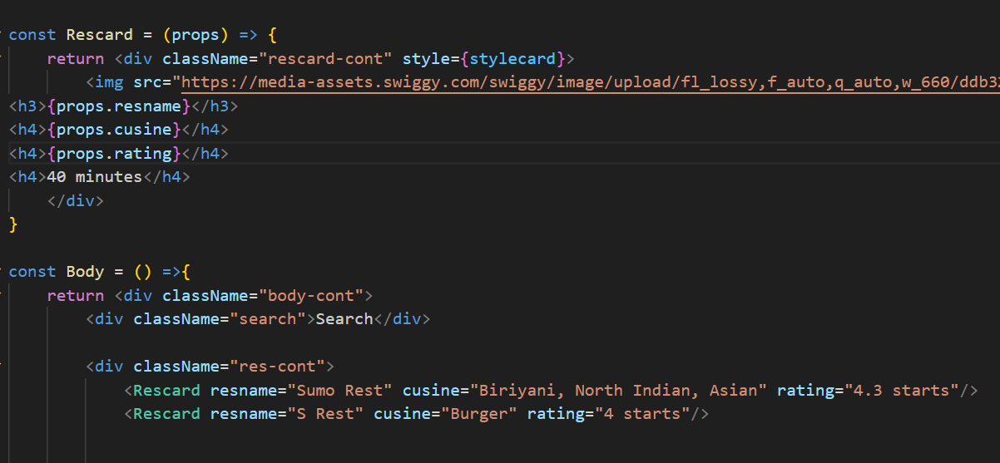 const Rescard = (props) => {
return <div className="rescard-cont" style={stylecard}>
<img src="https://media-assets.swiggy.com/swiggy/image/upload/fl_lossy,f_auto,q_auto,w_660/ddb32
<h3>{props.resname}</h3>
<h4>{props.cusine}</h4>
<h4>{props.rating}</h4>
<h4>40 minutes</h4>
</div>
}
const Body = () =>{
return <div className="body-cont">
<div className="search">Search</div>
<div className="res-cont">
<Rescard resname="Sumo Rest" cusine="Biriyani, North Indian, Asian" rating="4.3 starts"/>
<Rescard resname="S Rest" cusine="Burger" rating="4 starts"/>